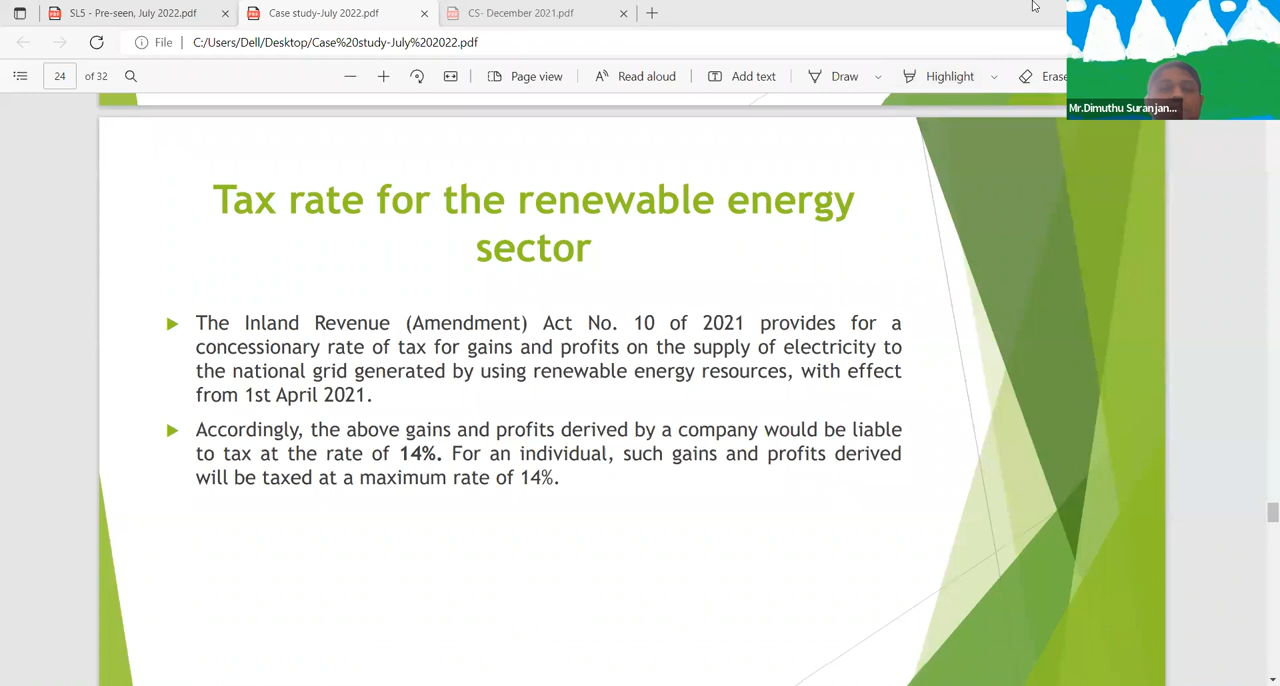 SL5 - Pre-seen, July 2022.pdf
Case study-July 2022.pdf
CS- December 2021.pdf
File
C:/Users/Dell/Desktop/Case%20study-July%202022.pdf
24 of 32
Page view
Read aloud
Add text
Draw
Highlight
Erase
Mr.Dimuthu Suranjan...
Tax rate for the renewable energy
sector
The Inland Revenue (Amendment) Act No. 10 of 2021 provides for a
concessionary rate of tax for gains and profits on the supply of electricity to
the national grid generated by using renewable energy resources, with effect
from 1st April 2021.
Accordingly, the above gains and profits derived by a company would be liable
to tax at the rate of 14%. For an individual, such gains and profits derived
will be taxed at a maximum rate of 14%.